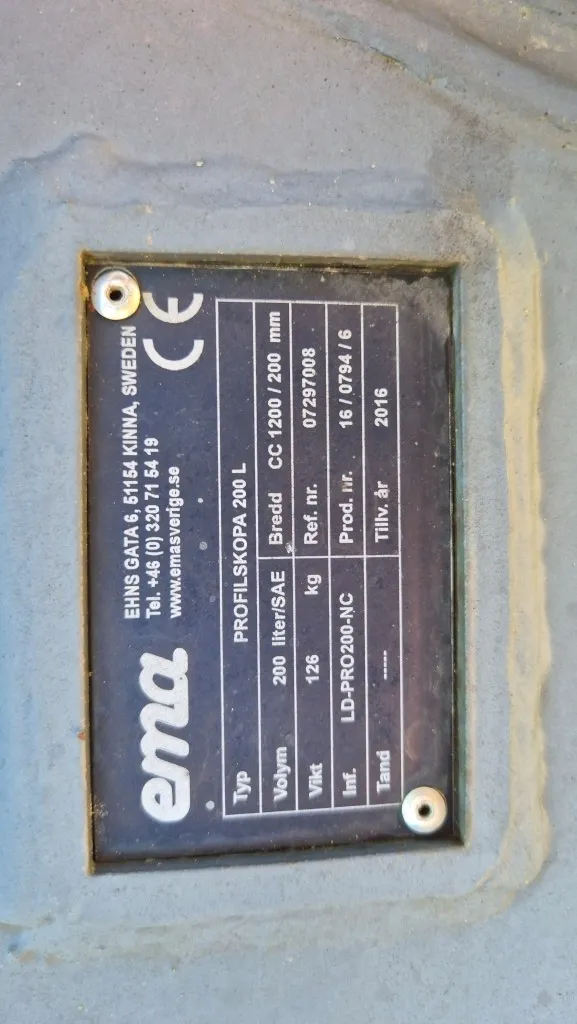 ema
EHNS GATA 6, 51154 KINNA, SWEDEN
Tel. +46 (0) 320 71 54 19
www.emasverige.se
CE
Typ PROFILSKOPA 200 L
Volym 200 liter/SAE Bredd CC 1200 / 200 mm
Vikt 126 kg Ref. nr. 07297008
Inf. LD-PRO200-NC Prod. nr. 16 / 0794 / 6
Tand ----- Tillv. år 2016